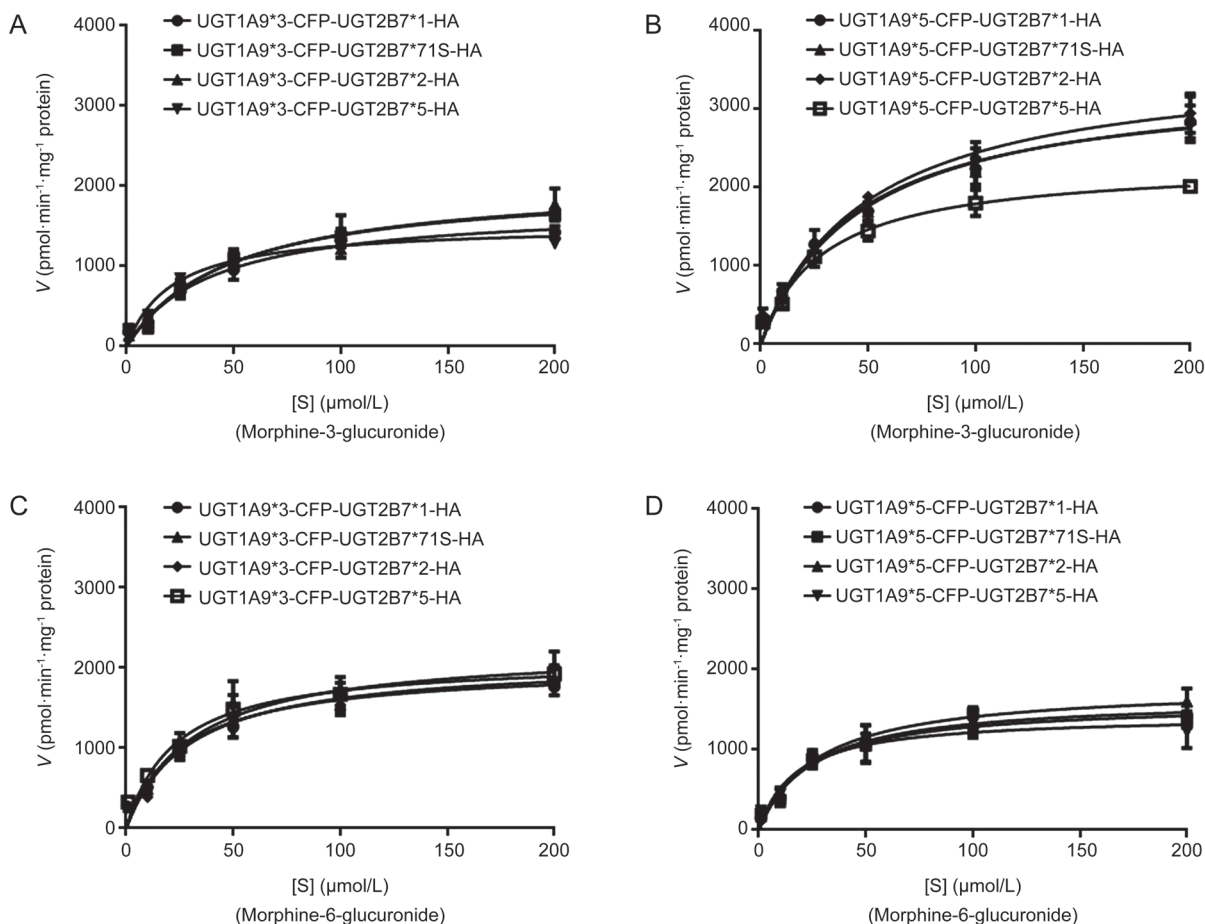 A
UGT1A9*3-CFP-UGT2B7*1-HA
UGT1A9*3-CFP-UGT2B7*71S-HA
UGT1A9*3-CFP-UGT2B7*2-HA
UGT1A9*3-CFP-UGT2B7*5-HA
4000
3000
2000
1000
0
V (pmol·min⁻¹·mg⁻¹ protein)
0 50 100 150 200
[S] (μmol/L)
(Morphine-3-glucuronide)
B
UGT1A9*5-CFP-UGT2B7*1-HA
UGT1A9*5-CFP-UGT2B7*71S-HA
UGT1A9*5-CFP-UGT2B7*2-HA
UGT1A9*5-CFP-UGT2B7*5-HA
4000
3000
2000
1000
0
V (pmol·min⁻¹·mg⁻¹ protein)
0 50 100 150 200
[S] (μmol/L)
(Morphine-3-glucuronide)
C
UGT1A9*3-CFP-UGT2B7*1-HA
UGT1A9*3-CFP-UGT2B7*71S-HA
UGT1A9*3-CFP-UGT2B7*2-HA
UGT1A9*3-CFP-UGT2B7*5-HA
4000
3000
2000
1000
0
V (pmol·min⁻¹·mg⁻¹ protein)
0 50 100 150 200
[S] (μmol/L)
(Morphine-6-glucuronide)
D
UGT1A9*5-CFP-UGT2B7*1-HA
UGT1A9*5-CFP-UGT2B7*71S-HA
UGT1A9*5-CFP-UGT2B7*2-HA
UGT1A9*5-CFP-UGT2B7*5-HA
4000
3000
2000
1000
0
V (pmol·min⁻¹·mg⁻¹ protein)
0 50 100 150 200
[S] (μmol/L)
(Morphine-6-glucuronide)